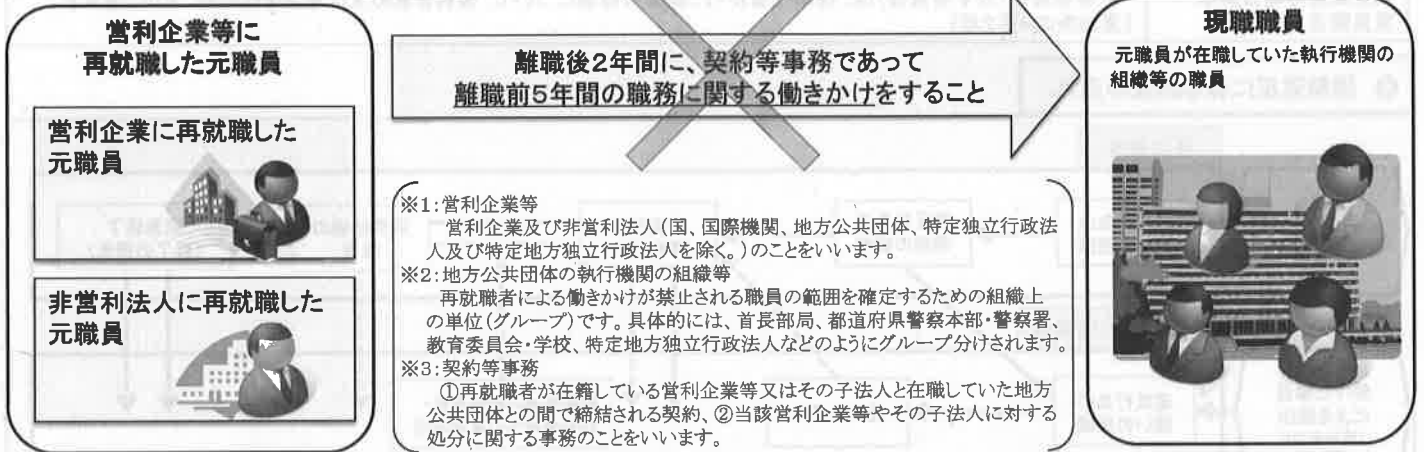 営利企業等に
再就職した元職員
営利企業に再就職した
元職員
非営利法人に再就職した
元職員
離職後2年間に、契約等事務であって
離職前5年間の職務に関する働きかけをすること
※1:営利企業等
営利企業及び非営利法人(国、国際機関、地方公共団体、特定独立行政法
人及び特定地方独立行政法人を除く。)のことをいいます。
※2:地方公共団体の執行機関の組織等
再就職者による働きかけが禁止される職員の範囲を確定するための組織上
の単位(グループ)です。具体的には、首長部局、都道府県警察本部・警察署、
教育委員会・学校、特定地方独立行政法人などのようにグループ分けされます。
※3:契約等事務
①再就職者が在籍している営利企業等又はその子法人と在職していた地方
公共団体との間で締結される契約、②当該営利企業等やその子法人に対する
処分に関する事務のことをいいます。
現職職員
元職員が在職していた執行機関の
組織等の職員